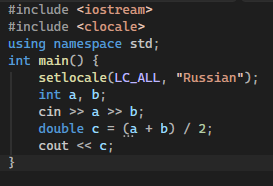 #include <iostream>
#include <clocale>
using namespace std;
int main() {
    setlocale(LC_ALL, "Russian");
    int a, b;
    cin >> a >> b;
    double c = (a + b) / 2;
    cout << c;
}